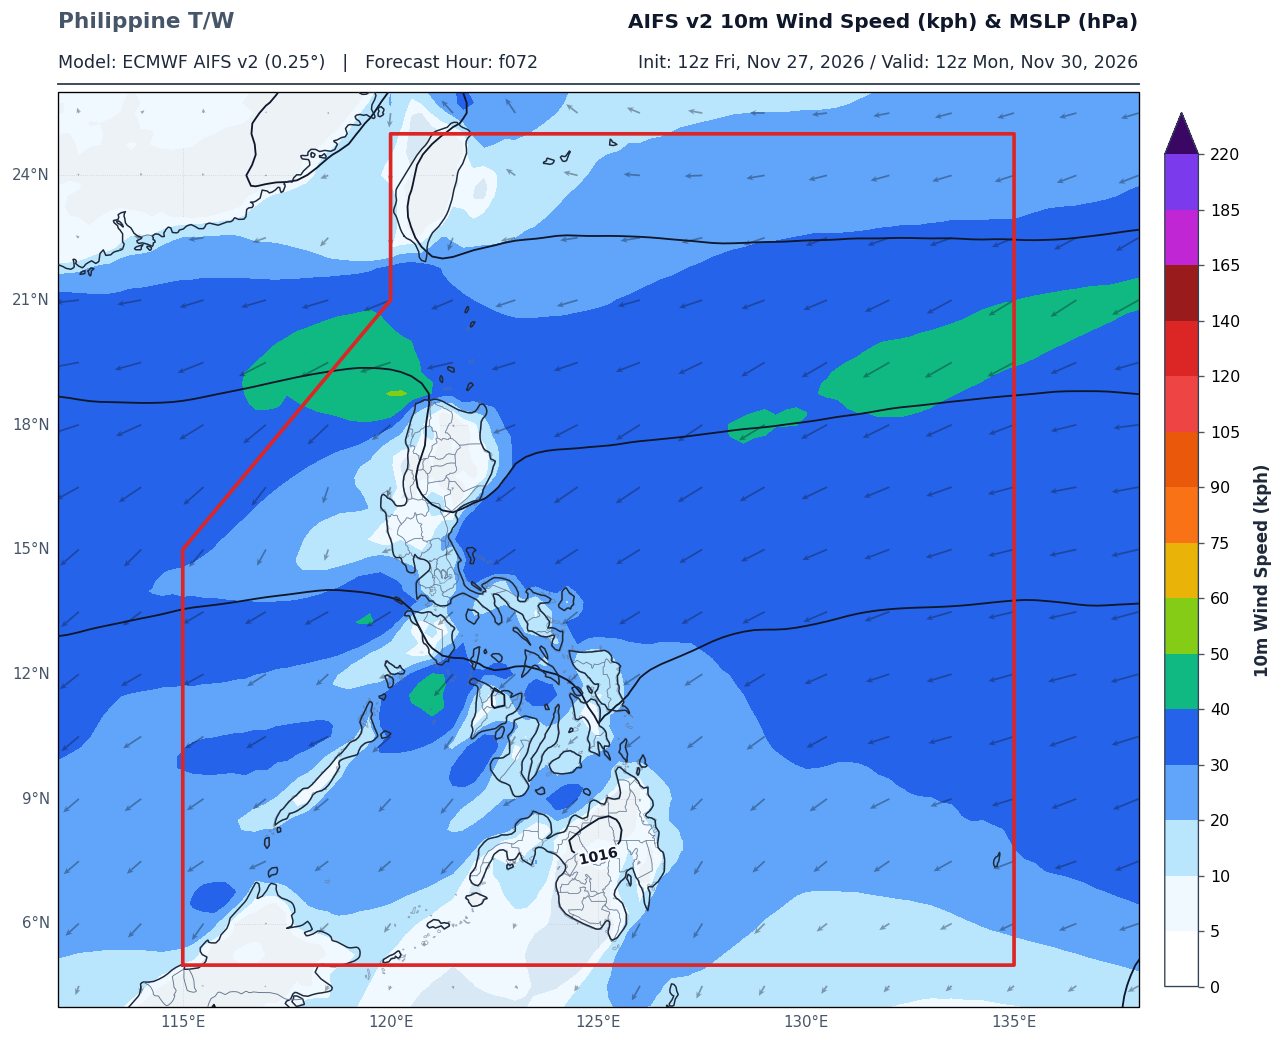 Philippine T/W
AIFS v2 10m Wind Speed (kph) & MSLP (hPa)
Model: ECMWF AIFS v2 (0.25°) | Forecast Hour: f072
Init: 12z Fri, Nov 27, 2026 / Valid: 12z Mon, Nov 30, 2026
24°N
21°N
18°N
15°N
12°N
9°N
6°N
1016
115°E
120°E
125°E
130°E
135°E
220
185
165
140
120
105
90
75
60
50
40
30
20
10
5
0
10m Wind Speed (kph)